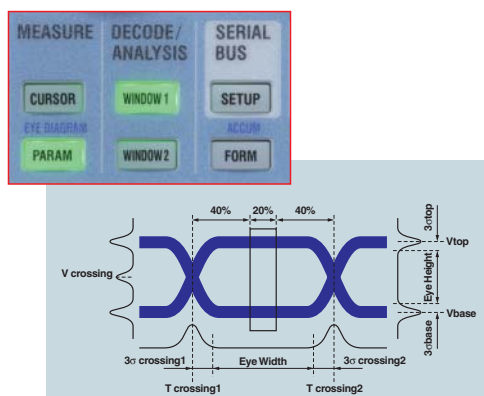 MEASURE
DECODE/
ANALYSIS
SERIAL
BUS
CURSOR
WINDOW 1
SETUP
EYE DIAGRAM
ACCUM
PARAM
WINDOW 2
FORM
40%
20%
40%
3σtop
Vtop
V crossing
Eye Height
Vbase
3σbase
3σ crossing1
Eye Width
3σ crossing2
T crossing1
T crossing2